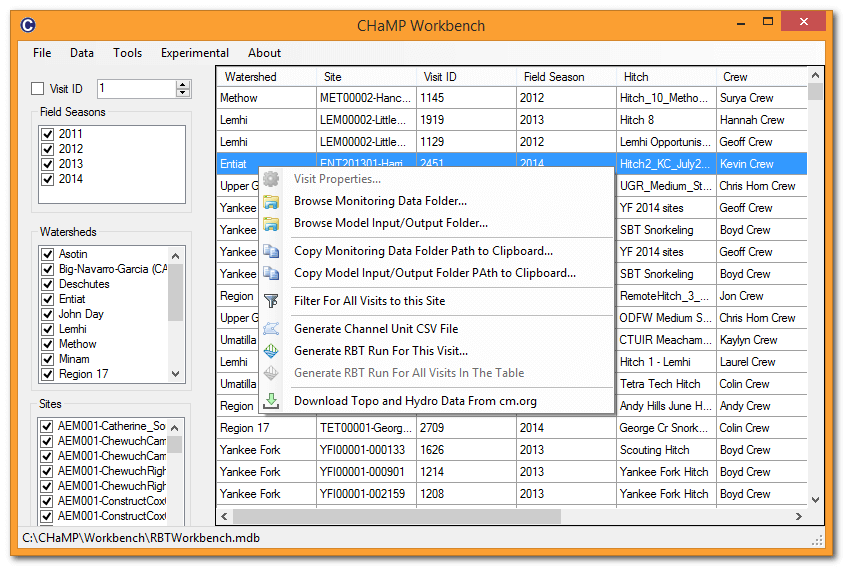 CHaMP Workbench
File Data Tools Experimental About
Visit ID 1
Field Seasons
2011
2012
2013
2014
Watersheds
Asotin
Big-Navarro-Garcia (CA
Deschutes
Entiat
John Day
Lemhi
Methow
Minam
Region 17
Sites
AEM001-Catherine_So
AEM001-ChewuchCam
AEM001-ChewuchCam
AEM001-ChewuchRigh
AEM001-ChewuchRigh
AEM001-ConstructCox
AEM001-ConstructCox
Watershed Site Visit ID Field Season Hitch Crew
Methow MET00002-Hanc... 1145 2012 Hitch_10_Metho... Surya Crew
Lemhi LEM00002-Little... 1919 2013 Hitch 8 Hannah Crew
Lemhi LEM00002-Little... 1129 2012 Lemhi Opportunis... Geoff Crew
Entiat ENT201301-Harri... 2451 2014 Hitch2_KC_July2... Kevin Crew
Upper G UGR_Medium_St... Chris Horn Crew
Yankee YF 2014 sites Geoff Crew
Yankee SBT Snorkeling Boyd Crew
Yankee YF 2014 sites Geoff Crew
Yankee SBT Snorkeling Boyd Crew
Region RemoteHitch_3_... Jon Crew
Upper G ODFW Medium S... Chris Horn Crew
Umatilla CTUIR Meacham... Kaylyn Crew
Lemhi Hitch 1 - Lemhi Laurel Crew
Umatilla Tetra Tech Hitch Colin Crew
Region Andy Hills June H... Andy Crew
Region 17 TET00001-Georg... 2709 2014 George Cr Snork... Colin Crew
Yankee Fork YFI00001-000133 1626 2013 Scouting Hitch Boyd Crew
Yankee Fork YFI00001-000901 1214 2013 Yankee Fork Hitch Boyd Crew
Yankee Fork YFI00001-002159 1208 2013 Yankee Fork Hitch Boyd Crew
Visit Properties...
Browse Monitoring Data Folder...
Browse Model Input/Output Folder...
Copy Monitoring Data Folder Path to Clipboard...
Copy Model Input/Output Folder PAth to Clipboard...
Filter For All Visits to this Site
Generate Channel Unit CSV File
Generate RBT Run For This Visit...
Generate RBT Run For All Visits In The Table
Download Topo and Hydro Data From cm.org
C:\CHaMP\Workbench\RBTWorkbench.mdb